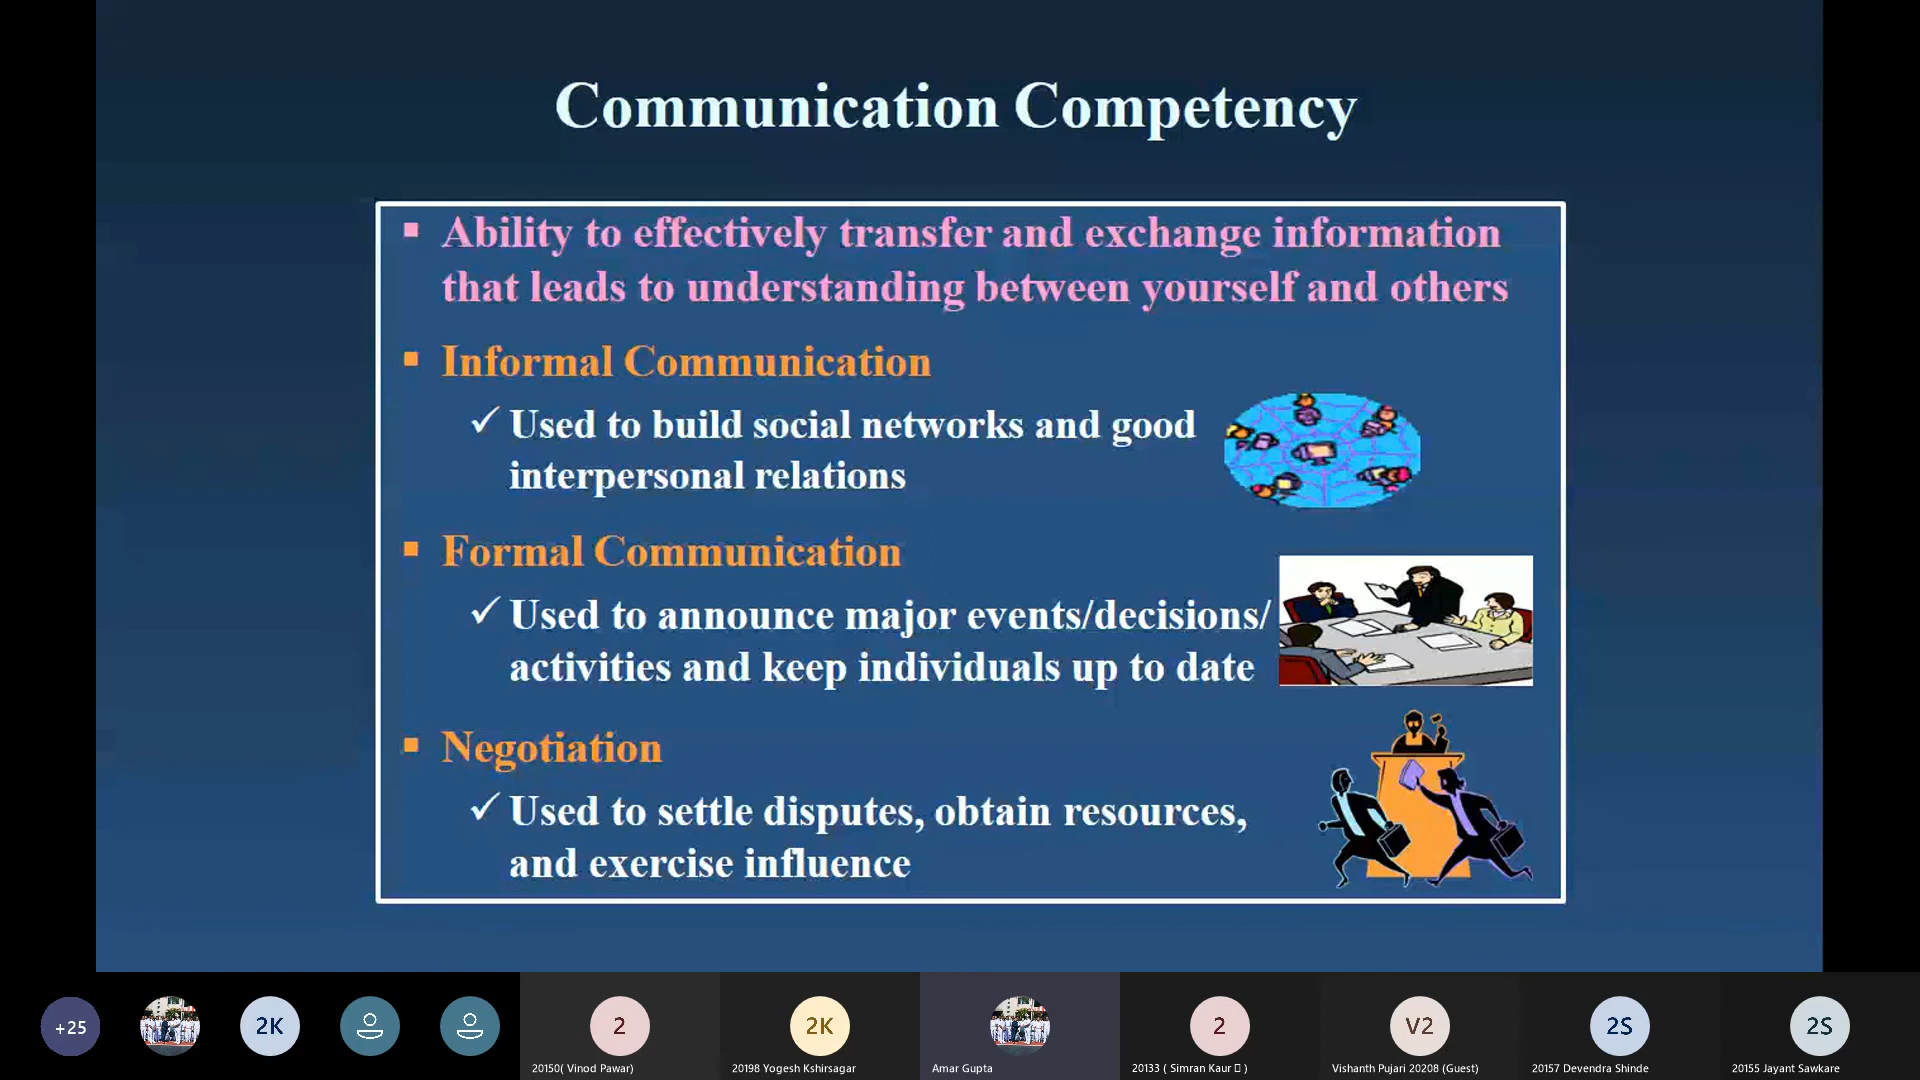 Communication Competency
▪ Ability to effectively transfer and exchange information
that leads to understanding between yourself and others
▪ Informal Communication
✓ Used to build social networks and good
interpersonal relations
▪ Formal Communication
✓ Used to announce major events/decisions/
activities and keep individuals up to date
▪ Negotiation
✓ Used to settle disputes, obtain resources,
and exercise influence
+25
2K
2
20150( Vinod Pawar)
2K
20198 Yogesh Kshirsagar
Amar Gupta
2
20133 ( Simran Kaur )
V2
Vishanth Pujari 20208 (Guest)
2S
20157 Devendra Shinde
2S
20155 Jayant Sawkare